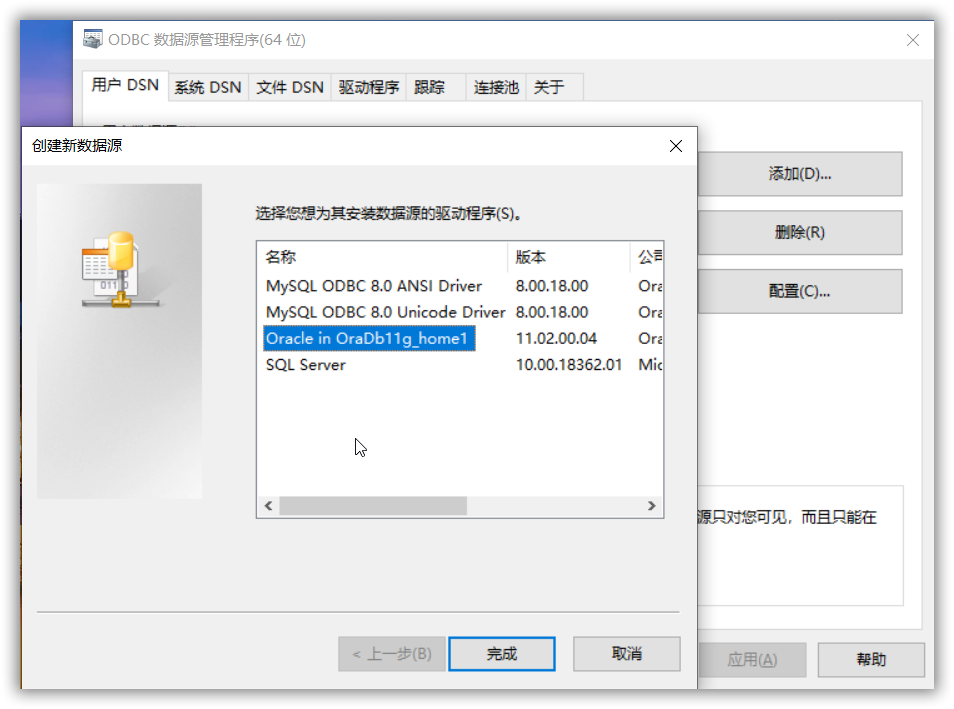 ODBC 数据源管理程序(64 位)
用户 DSN 系统 DSN 文件 DSN 驱动程序 跟踪 连接池 关于
创建新数据源
添加(D)...
删除(R)
配置(C)...
选择您想为其安装数据源的驱动程序(S)。
名称 版本 公司
MySQL ODBC 8.0 ANSI Driver 8.00.18.00 Ora
MySQL ODBC 8.0 Unicode Driver 8.00.18.00 Ora
Oracle in OraDb11g_home1 11.02.00.04 Ora
SQL Server 10.00.18362.01 Mic
源只对您可见，而且只能在
< 上一步(B) 完成 取消
应用(A) 帮助